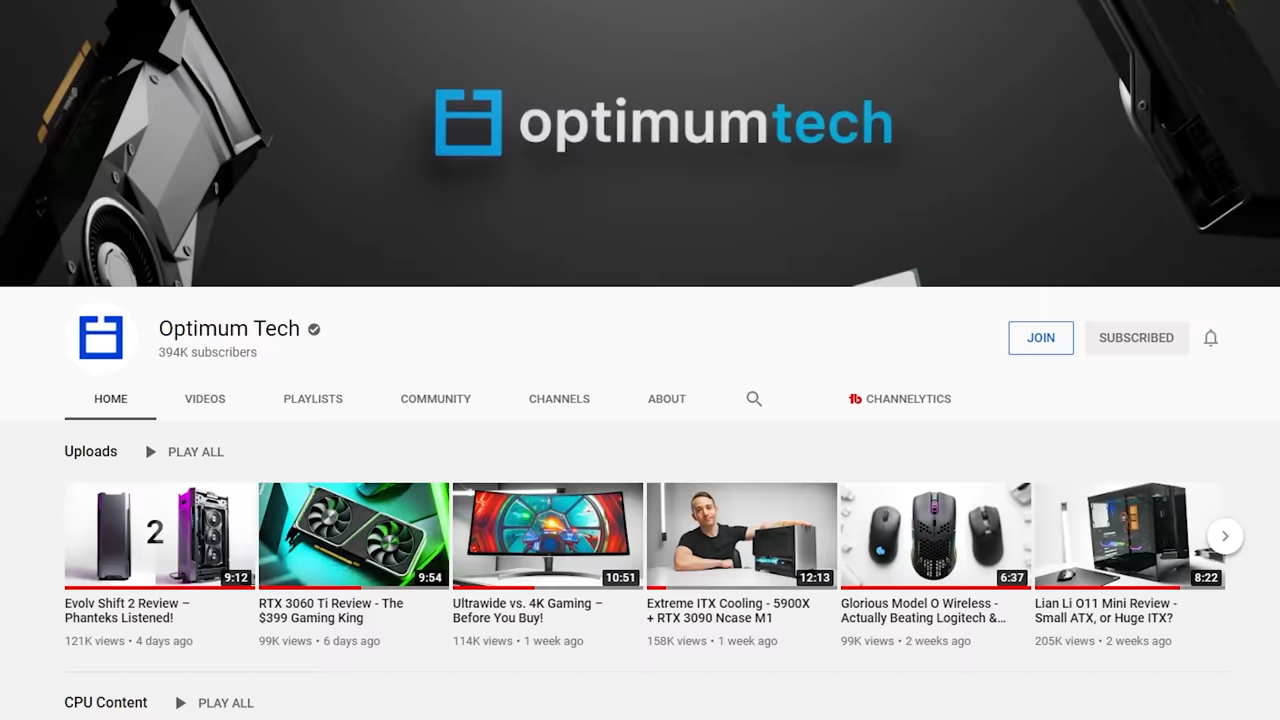 optimumtech
Optimum Tech
394K subscribers
JOIN
SUBSCRIBED
HOME
VIDEOS
PLAYLISTS
COMMUNITY
CHANNELS
ABOUT
CHANNELYTICS
Uploads
PLAY ALL
2
9:12
Evolv Shift 2 Review –
Phanteks Listened!
121K views • 4 days ago
9:54
RTX 3060 Ti Review - The
$399 Gaming King
99K views • 6 days ago
10:51
Ultrawide vs. 4K Gaming –
Before You Buy!
114K views • 1 week ago
12:13
Extreme ITX Cooling - 5900X
+ RTX 3090 Ncase M1
158K views • 1 week ago
6:37
Glorious Model O Wireless -
Actually Beating Logitech &...
99K views • 2 weeks ago
8:22
Lian Li O11 Mini Review -
Small ATX, or Huge ITX?
205K views • 2 weeks ago
CPU Content
PLAY ALL